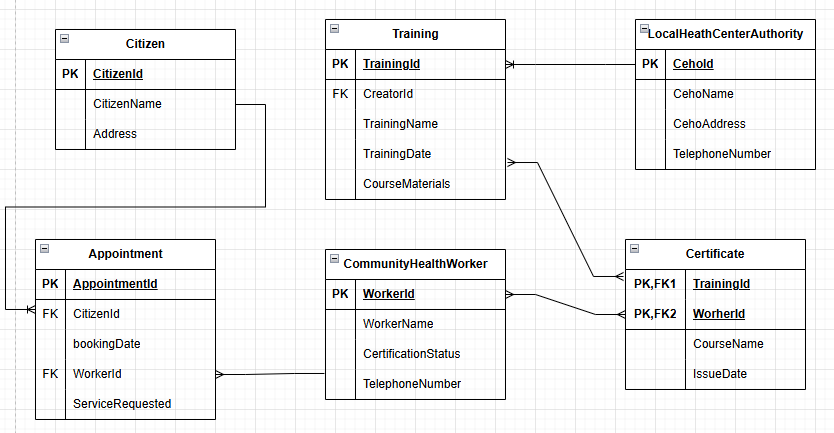 Citizen
PK CitizenId
CitizenName
Address
Training
PK TrainingId
FK CreatorId
TrainingName
TrainingDate
CourseMaterials
LocalHeathCenterAuthority
PK CehoId
CehoName
CehoAddress
TelephoneNumber
Appointment
PK AppointmentId
FK CitizenId
bookingDate
FK WorkerId
ServiceRequested
CommunityHealthWorker
PK WorkerId
WorkerName
CertificationStatus
TelephoneNumber
Certificate
PK,FK1 TrainingId
PK,FK2 WorherId
CourseName
IssueDate